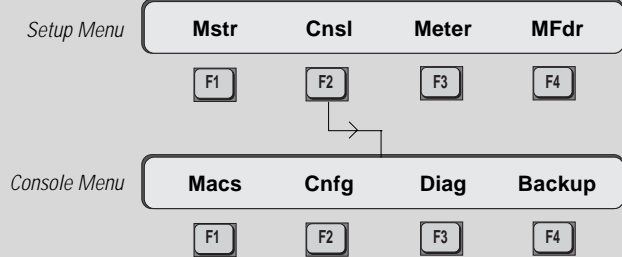 Setup Menu Mstr Cnsl Meter MFdr
F1 F2 F3 F4
Console Menu Macs Cnfg Diag Backup
F1 F2 F3 F4